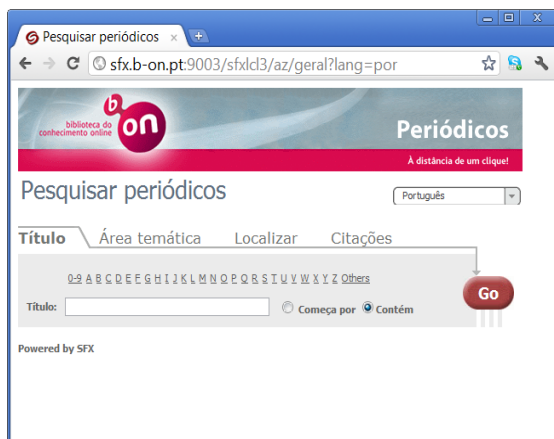 Pesquisar periódicos
sfx.b-on.pt:9003/sfxlcl3/az/geral?lang=por
biblioteca do
conhecimento online
b on
Periódicos
À distância de um clique!
Pesquisar periódicos
Português
Título Área temática Localizar Citações
0-9 A B C D E F G H I J K L M N O P Q R S T U V W X Y Z Others
Título: Começa por Contém
Go
Powered by SFX